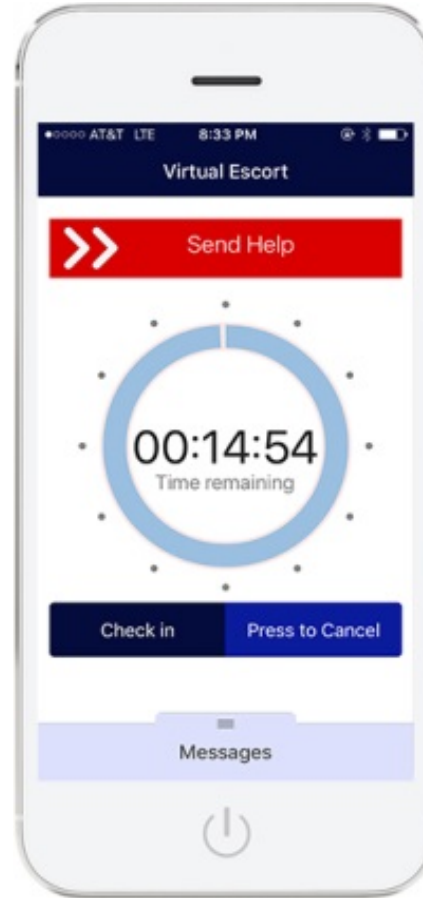 AT&T LTE 8:33 PM
Virtual Escort
Send Help
00:14:54
Time remaining
Check in Press to Cancel
Messages